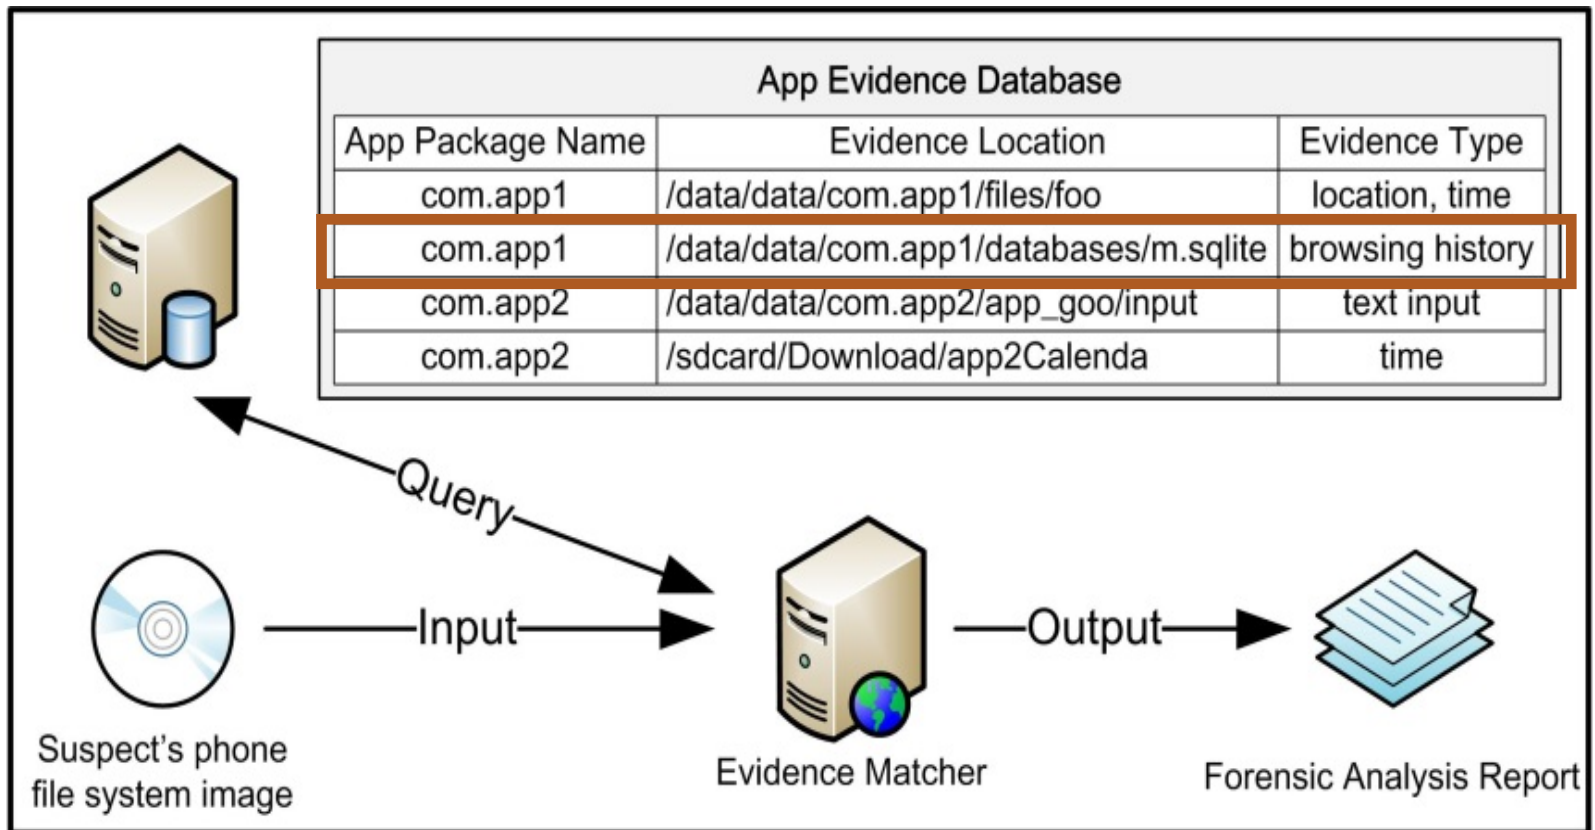 App Evidence Database
App Package Name Evidence Location Evidence Type
com.app1 /data/data/com.app1/files/foo location, time
com.app1 /data/data/com.app1/databases/m.sqlite browsing history
com.app2 /data/data/com.app2/app_goo/input text input
com.app2 /sdcard/Download/app2Calenda time
Query
Input
Output
Suspect's phone
file system image
Evidence Matcher
Forensic Analysis Report